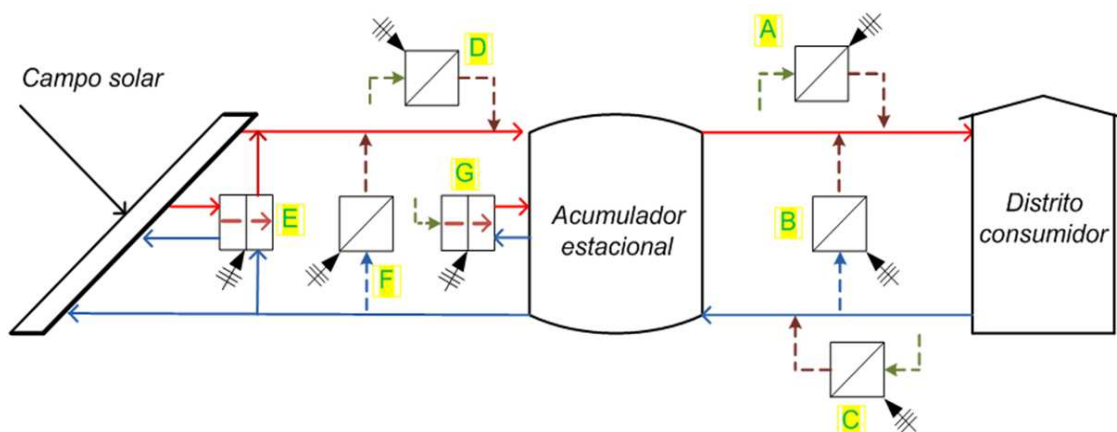 A
D
Campo solar
G
E
B
Acumulador
estacional
Distrito
consumidor
F
C